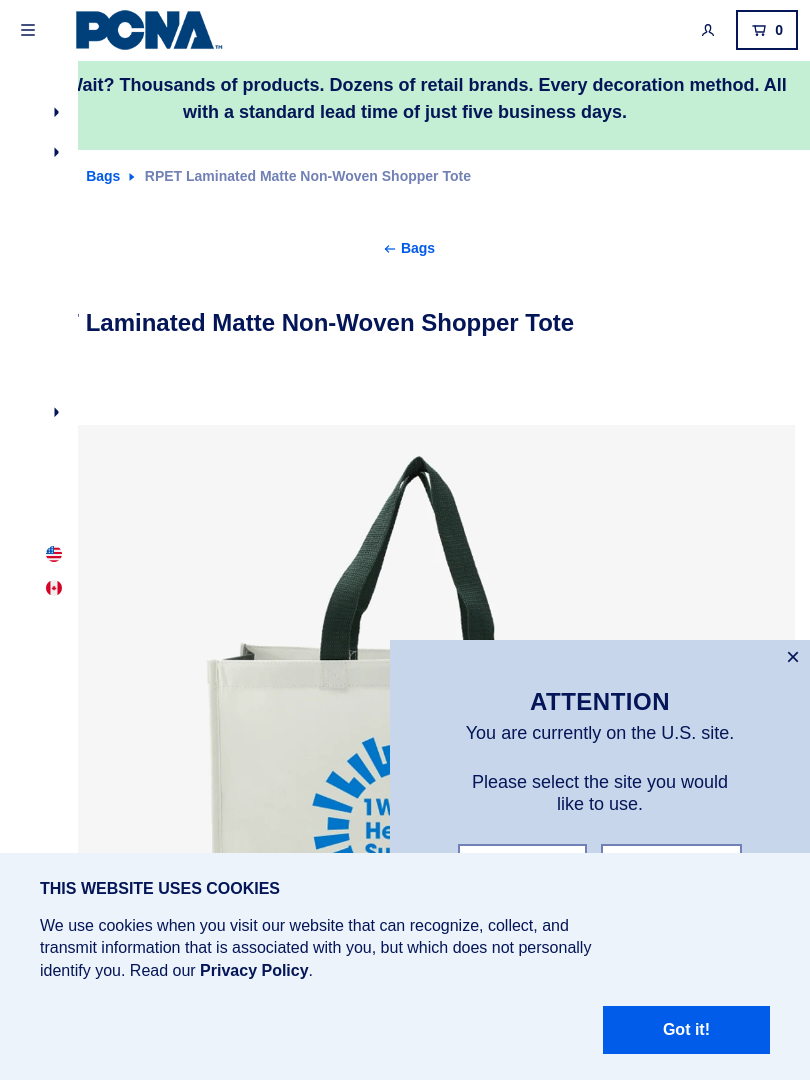 PCNA™
0
Wait? Thousands of products. Dozens of retail brands. Every decoration method. All
with a standard lead time of just five business days.
Bags RPET Laminated Matte Non-Woven Shopper Tote
← Bags
Laminated Matte Non-Woven Shopper Tote
ATTENTION
You are currently on the U.S. site.
Please select the site you would
like to use.
THIS WEBSITE USES COOKIES
We use cookies when you visit our website that can recognize, collect, and
transmit information that is associated with you, but which does not personally
identify you. Read our Privacy Policy.
Got it!